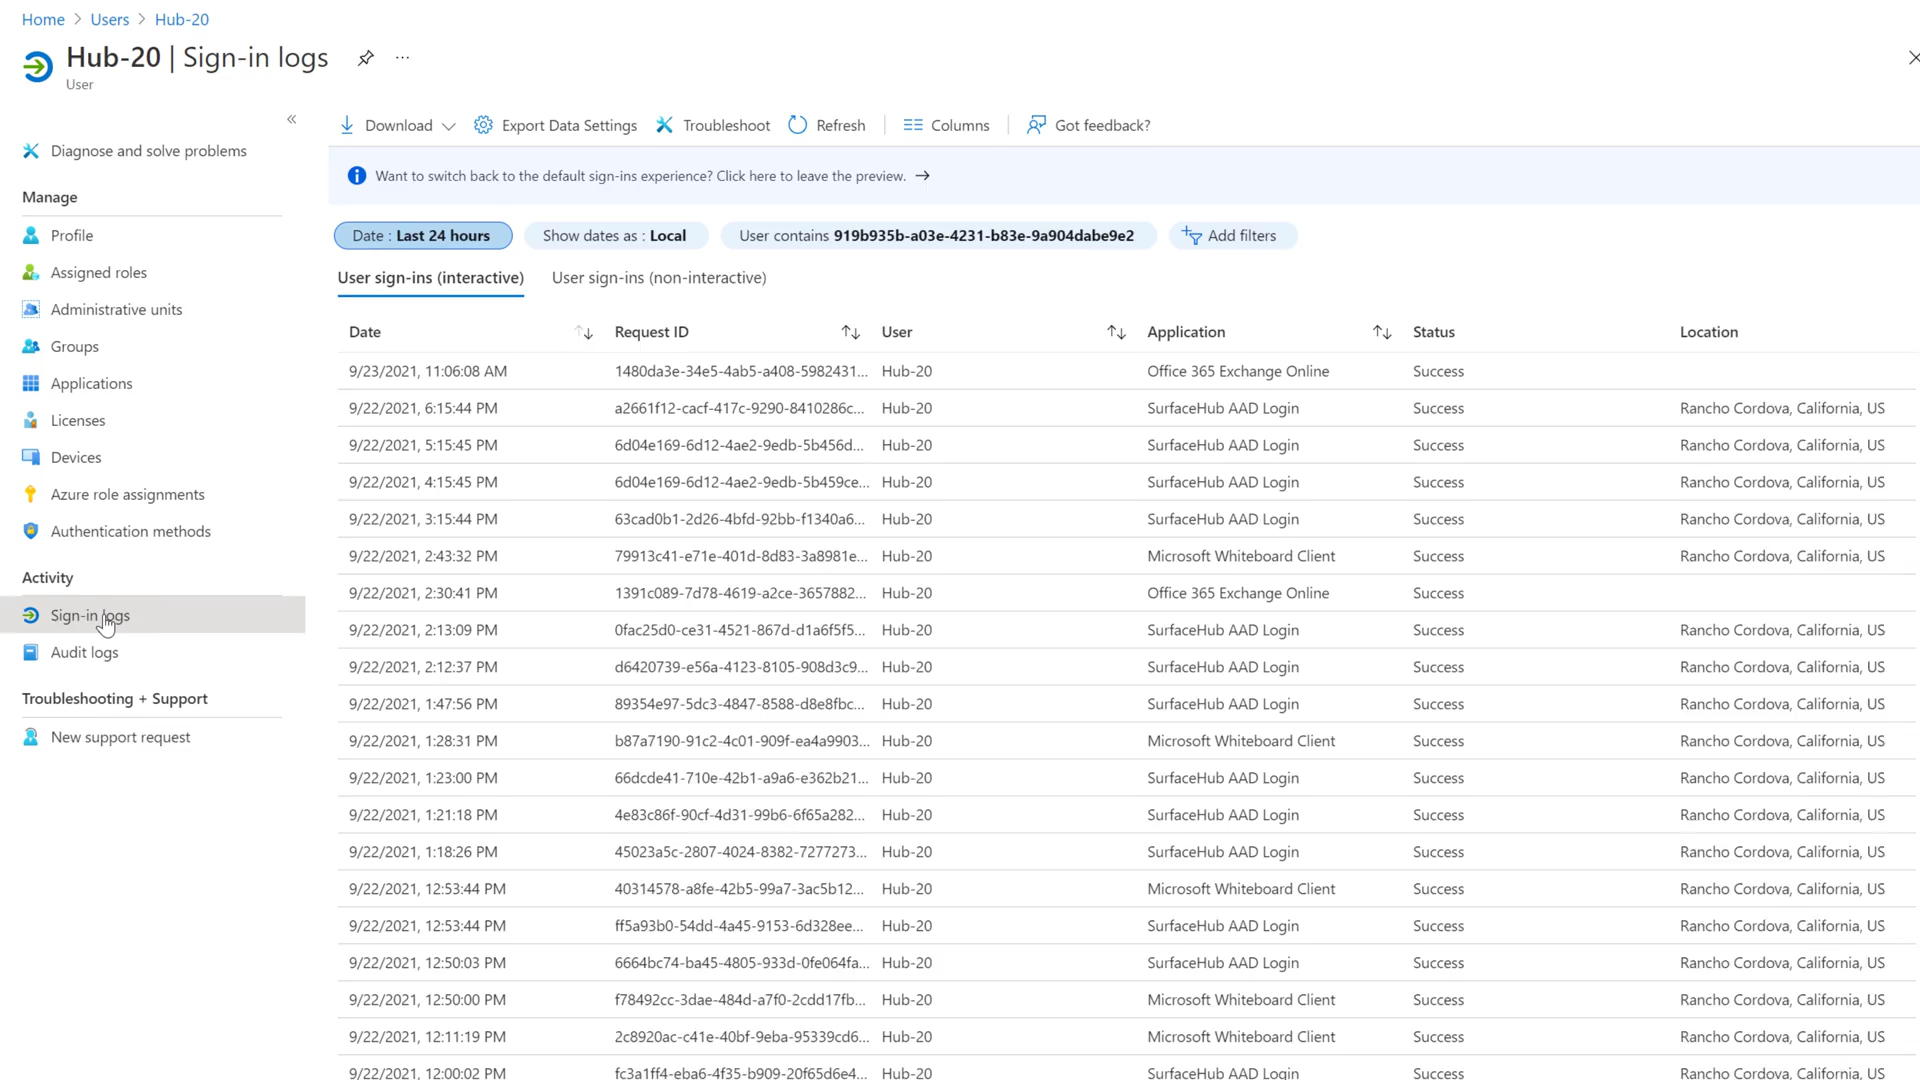 Home > Users > Hub-20
Hub-20 | Sign-in logs
User
Download
Export Data Settings
Troubleshoot
Refresh
Columns
Got feedback?
Diagnose and solve problems
Manage
Profile
Assigned roles
Administrative units
Groups
Applications
Licenses
Devices
Azure role assignments
Authentication methods
Activity
Sign-in logs
Audit logs
Troubleshooting + Support
New support request
Want to switch back to the default sign-ins experience? Click here to leave the preview.
Date : Last 24 hours
Show dates as : Local
User contains 919b935b-a03e-4231-b83e-9a904dabe9e2
Add filters
User sign-ins (interactive)
User sign-ins (non-interactive)
Date Request ID User Application Status Location
9/23/2021, 11:06:08 AM 1480da3e-34e5-4ab5-a408-5982431... Hub-20 Office 365 Exchange Online Success
9/22/2021, 6:15:44 PM a2661f12-cacf-417c-9290-8410286c... Hub-20 SurfaceHub AAD Login Success Rancho Cordova, California, US
9/22/2021, 5:15:45 PM 6d04e169-6d12-4ae2-9edb-5b456d... Hub-20 SurfaceHub AAD Login Success Rancho Cordova, California, US
9/22/2021, 4:15:45 PM 6d04e169-6d12-4ae2-9edb-5b459ce... Hub-20 SurfaceHub AAD Login Success Rancho Cordova, California, US
9/22/2021, 3:15:44 PM 63cad0b1-2d26-4bfd-92bb-f1340a6... Hub-20 SurfaceHub AAD Login Success Rancho Cordova, California, US
9/22/2021, 2:43:32 PM 79913c41-e71e-401d-8d83-3a8981e... Hub-20 Microsoft Whiteboard Client Success Rancho Cordova, California, US
9/22/2021, 2:30:41 PM 1391c089-7d78-4619-a2ce-3657882... Hub-20 Office 365 Exchange Online Success
9/22/2021, 2:13:09 PM 0fac25d0-ce31-4521-867d-d1a6f5f5... Hub-20 SurfaceHub AAD Login Success Rancho Cordova, California, US
9/22/2021, 2:12:37 PM d6420739-e56a-4123-8105-908d3c9... Hub-20 SurfaceHub AAD Login Success Rancho Cordova, California, US
9/22/2021, 1:47:56 PM 89354e97-5dc3-4847-8588-d8e8fbc... Hub-20 SurfaceHub AAD Login Success Rancho Cordova, California, US
9/22/2021, 1:28:31 PM b87a7190-91c2-4c01-909f-ea4a9903... Hub-20 Microsoft Whiteboard Client Success Rancho Cordova, California, US
9/22/2021, 1:23:00 PM 66dcde41-710e-42b1-a9a6-e362b21... Hub-20 SurfaceHub AAD Login Success Rancho Cordova, California, US
9/22/2021, 1:21:18 PM 4e83c86f-90cf-4d31-99b6-6f65a282... Hub-20 SurfaceHub AAD Login Success Rancho Cordova, California, US
9/22/2021, 1:18:26 PM 45023a5c-2807-4024-8382-7277273... Hub-20 SurfaceHub AAD Login Success Rancho Cordova, California, US
9/22/2021, 12:53:44 PM 40314578-a8fe-42b5-99a7-3ac5b12... Hub-20 Microsoft Whiteboard Client Success Rancho Cordova, California, US
9/22/2021, 12:53:44 PM ff5a93b0-54dd-4a45-9153-6d328ee... Hub-20 SurfaceHub AAD Login Success Rancho Cordova, California, US
9/22/2021, 12:50:03 PM 6664bc74-ba45-4805-933d-0fe064fa... Hub-20 SurfaceHub AAD Login Success Rancho Cordova, California, US
9/22/2021, 12:50:00 PM f78492cc-3dae-484d-a7f0-2cdd17fb... Hub-20 Microsoft Whiteboard Client Success Rancho Cordova, California, US
9/22/2021, 12:11:19 PM 2c8920ac-c41e-40bf-9eba-95339cd6... Hub-20 Microsoft Whiteboard Client Success Rancho Cordova, California, US
9/22/2021, 12:00:02 PM fc3a1ff4-eba6-4f35-b909-20f65d6e4... Hub-20 SurfaceHub AAD Login Success Rancho Cordova, California, US